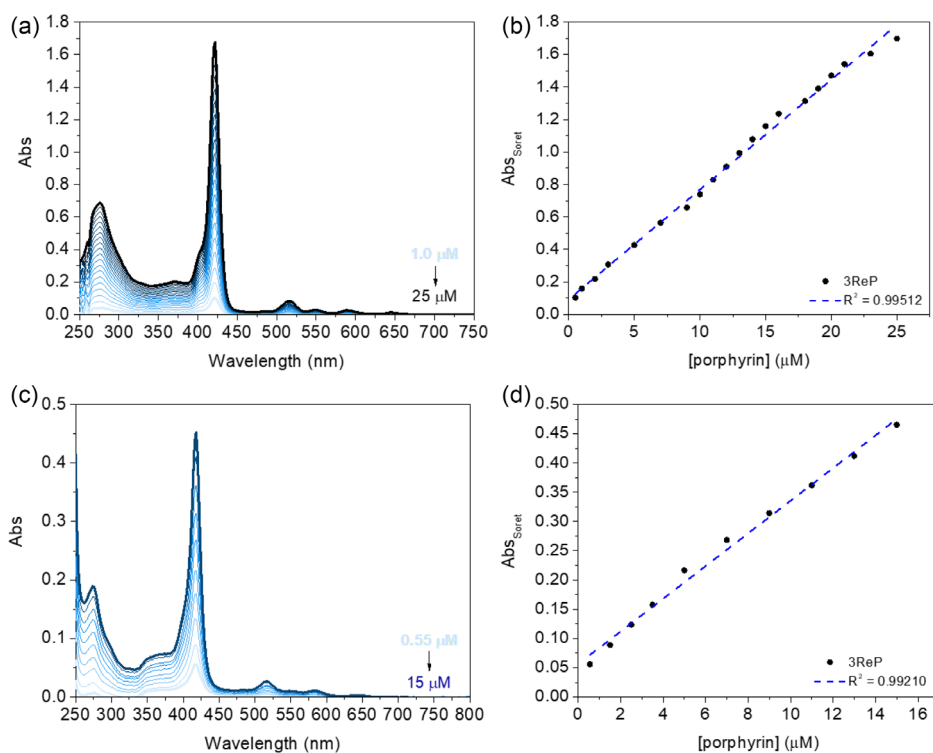 (a)
1.8
1.6
1.4
1.2
1.0
0.8
0.6
0.4
0.2
0.0
Abs
250 300 350 400 450 500 550 600 650 700 750
Wavelength (nm)
1.0 μM
25 μM
(b)
1.8
1.6
1.4
1.2
1.0
0.8
0.6
0.4
0.2
0.0
Abs_Soret
0 5 10 15 20 25
[porphyrin] (μM)
3ReP
R² = 0.99512
(c)
0.5
0.4
0.3
0.2
0.1
0.0
Abs
250 300 350 400 450 500 550 600 650 700 750 800
Wavelength (nm)
0.55 μM
15 μM
(d)
0.50
0.45
0.40
0.35
0.30
0.25
0.20
0.15
0.10
0.05
0.00
Abs_Soret
0 2 4 6 8 10 12 14 16
[porphyrin] (μM)
3ReP
R² = 0.99210